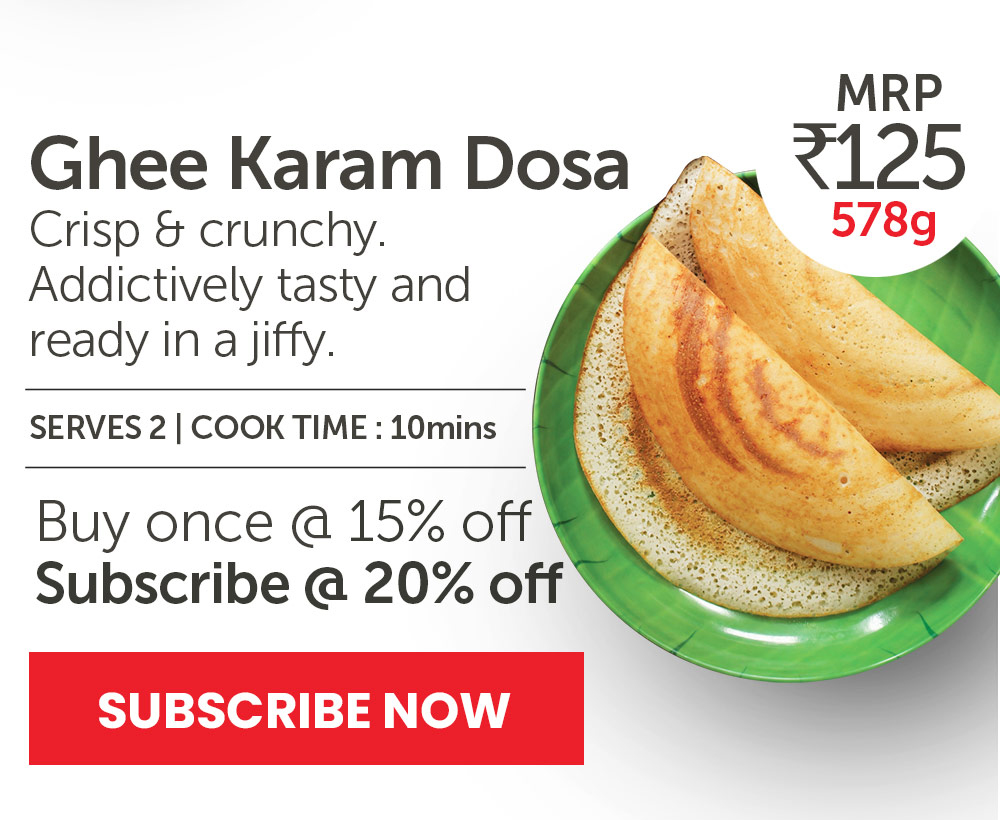 MRP
₹125
578g
Ghee Karam Dosa
Crisp & crunchy.
Addictively tasty and
ready in a jiffy.
SERVES 2 | COOK TIME : 10mins
Buy once @ 15% off
Subscribe @ 20% off
SUBSCRIBE NOW